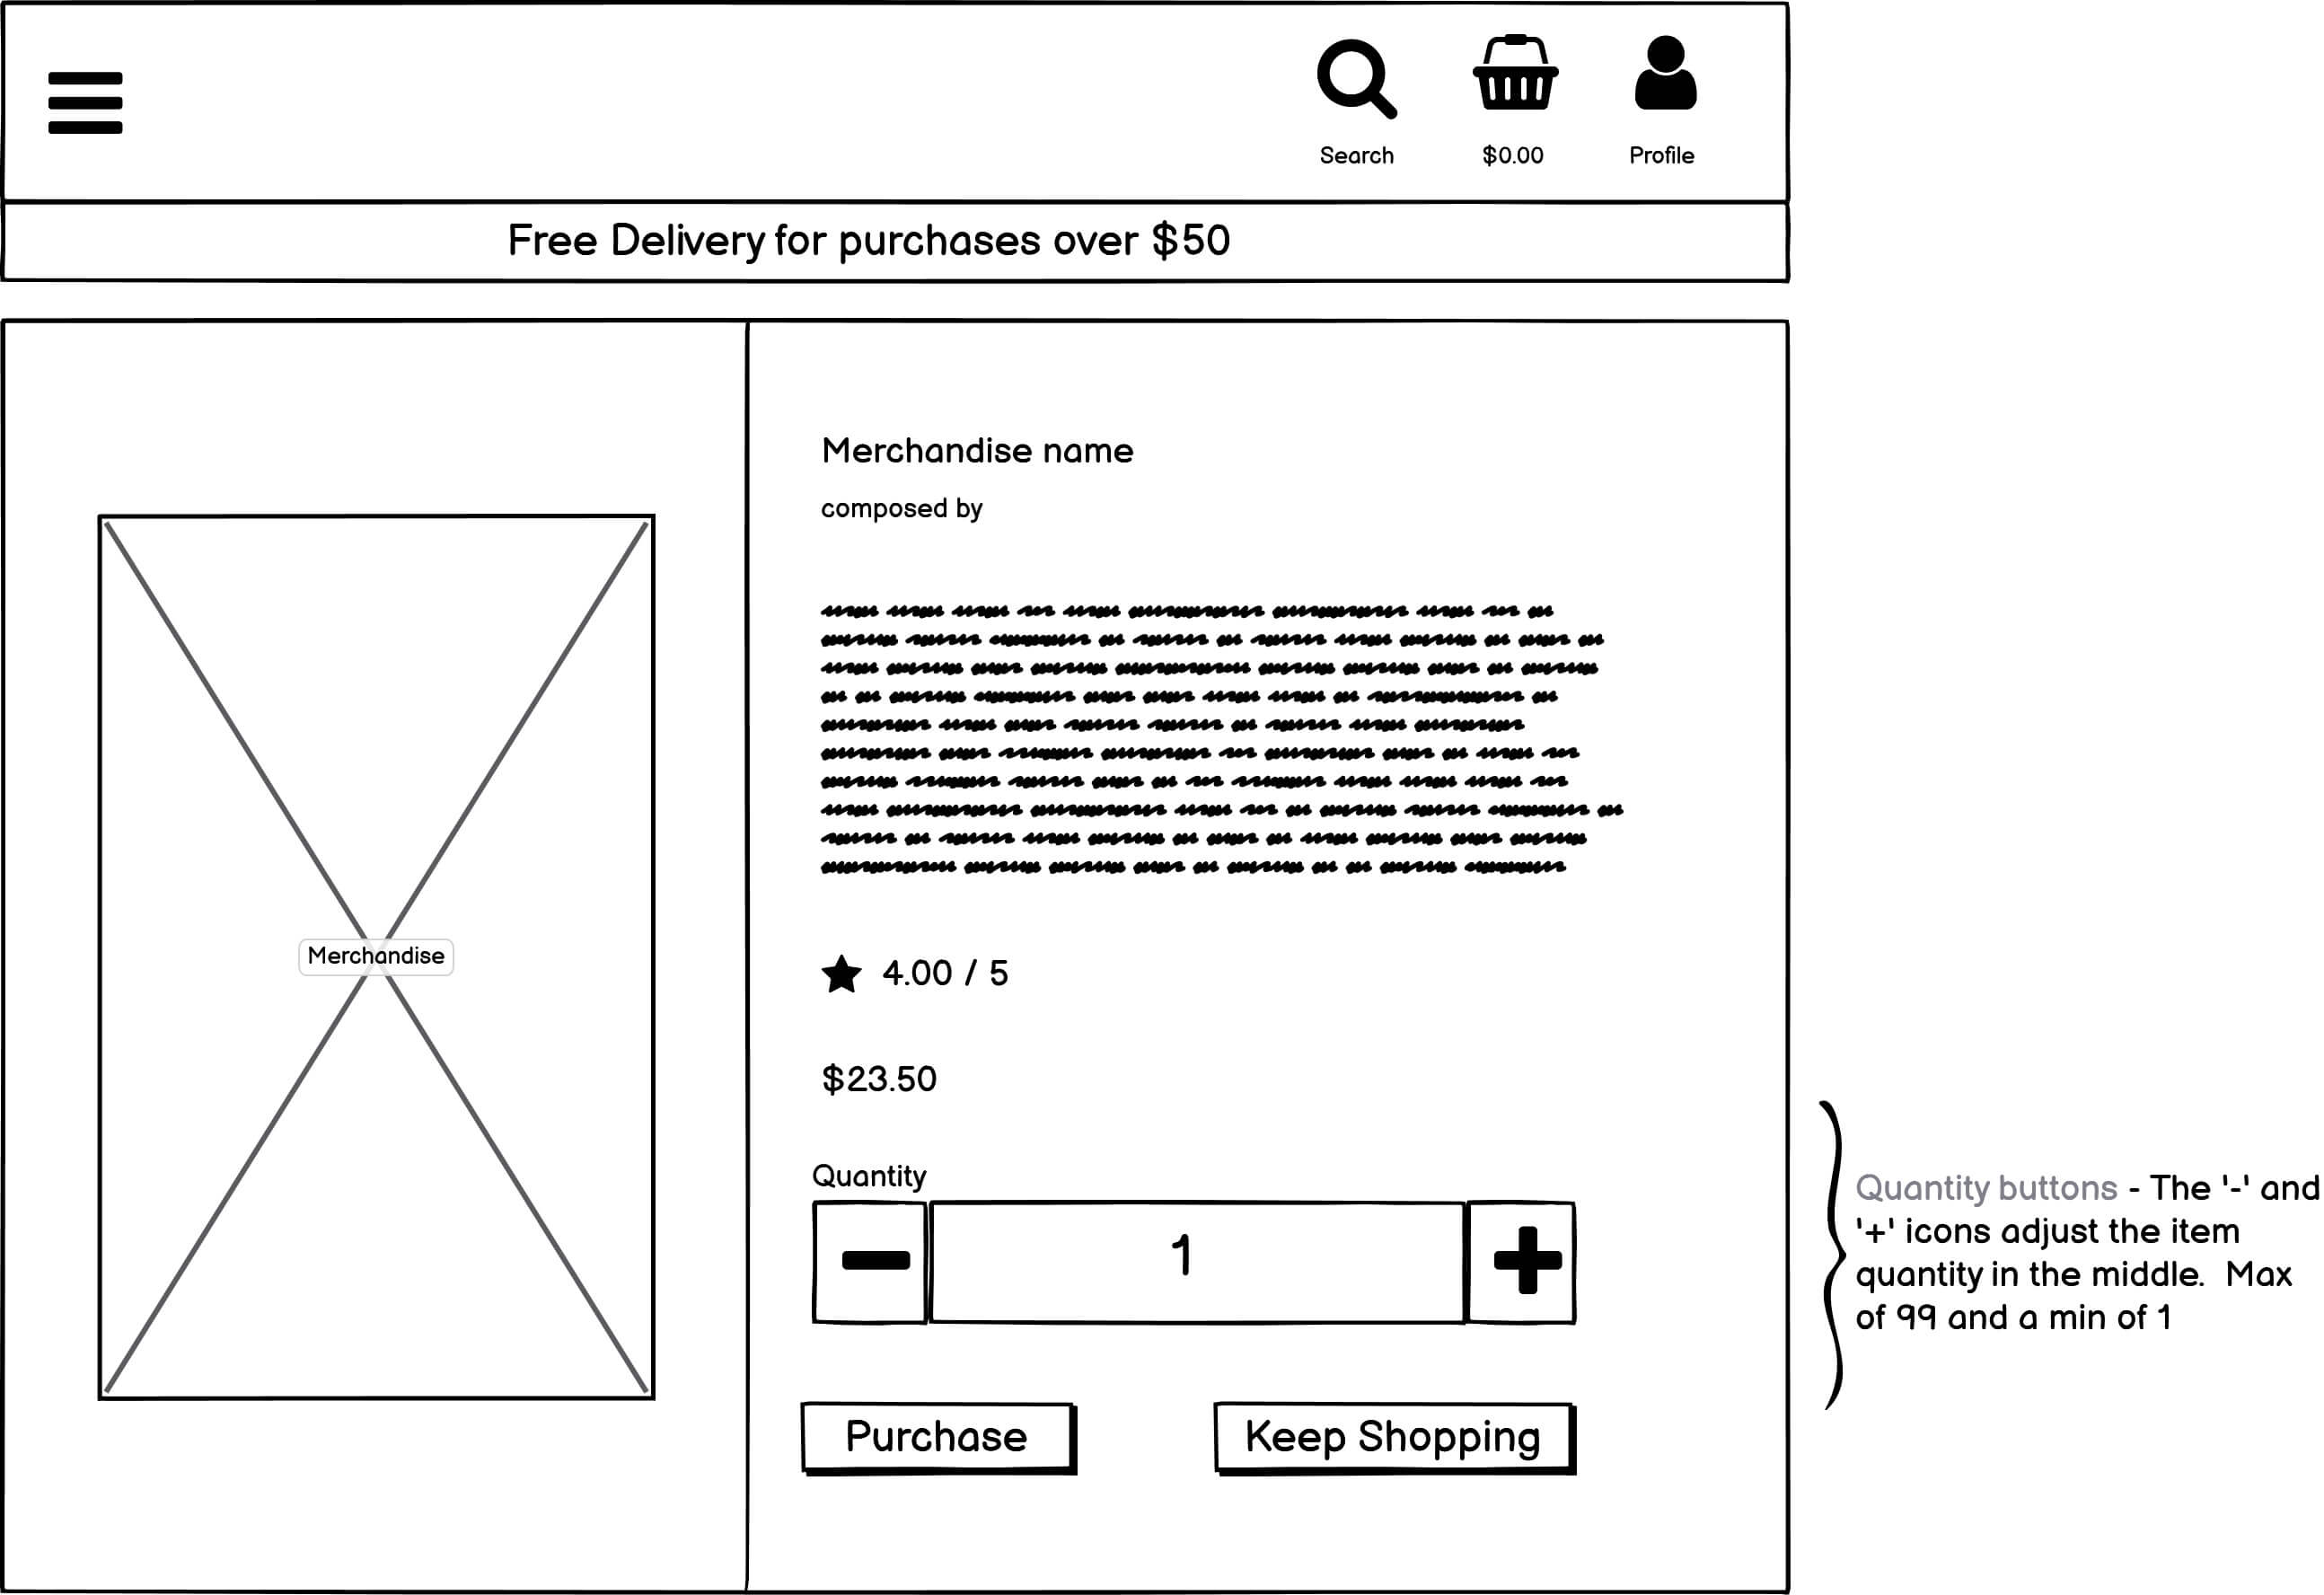 Search
$0.00
Profile
Free Delivery for purchases over $50
Merchandise name
composed by
Merchandise
4.00 / 5
$23.50
Quantity
1
Quantity buttons - The '-' and
'+' icons adjust the item
quantity in the middle.  Max
of 99 and a min of 1
Purchase
Keep Shopping